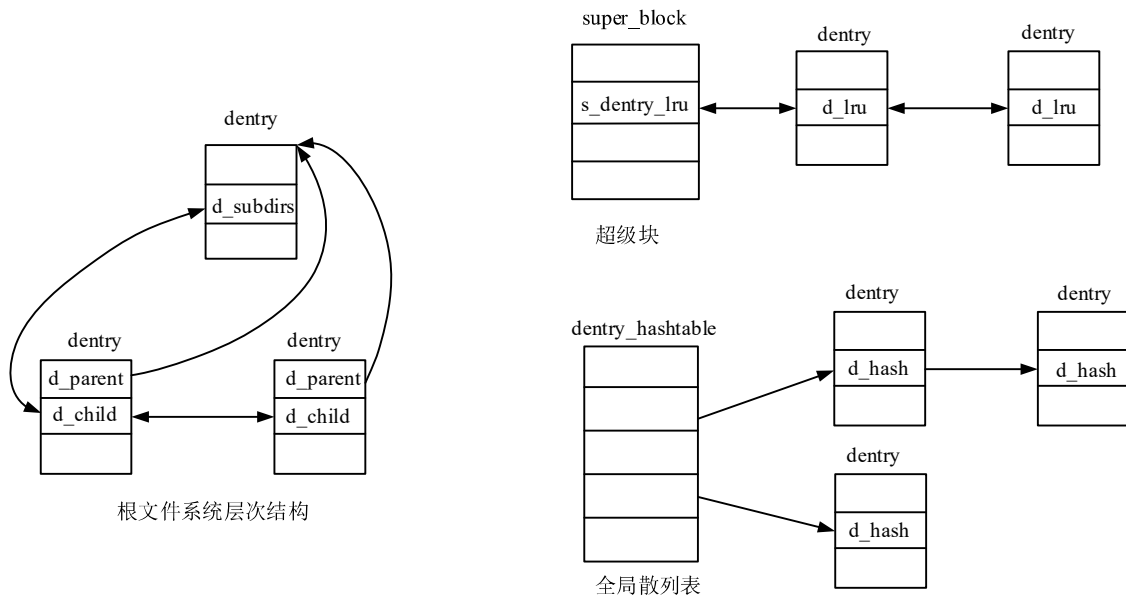 dentry
d_subdirs
dentry
d_parent
d_child
dentry
d_parent
d_child
根文件系统层次结构
super_block
s_dentry_lru
dentry
d_lru
dentry
d_lru
超级块
dentry_hashtable
dentry
d_hash
dentry
d_hash
dentry
d_hash
全局散列表